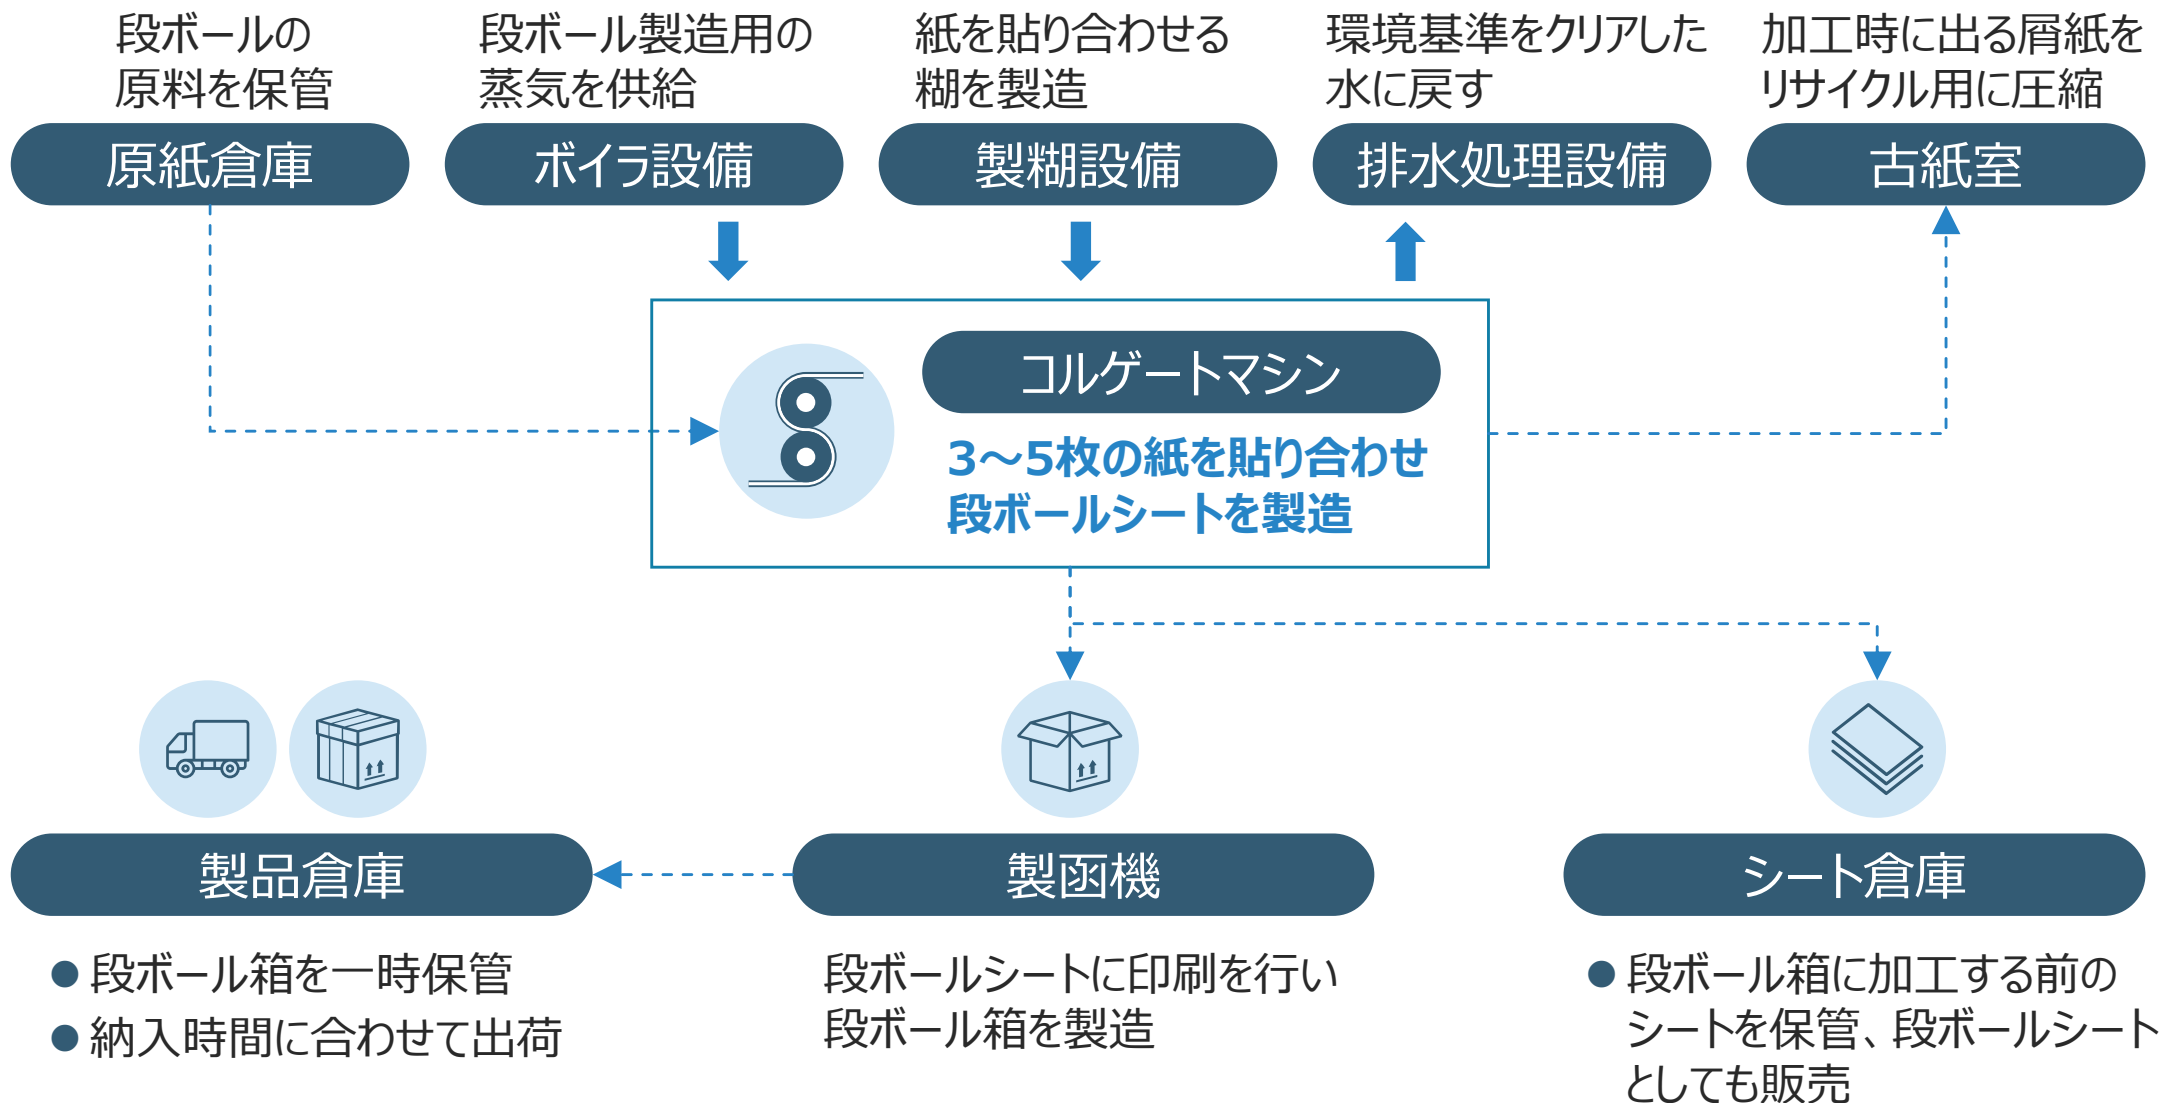 段ボールの
原料を保管
原紙倉庫
段ボール製造用の
蒸気を供給
ボイラ設備
紙を貼り合わせる
糊を製造
製糊設備
環境基準をクリアした
水に戻す
排水処理設備
加工時に出る屑紙を
リサイクル用に圧縮
古紙室
コルゲートマシン
3～5枚の紙を貼り合わせ
段ボールシートを製造
製品倉庫
● 段ボール箱を一時保管
● 納入時間に合わせて出荷
製函機
段ボールシートに印刷を行い
段ボール箱を製造
シート倉庫
● 段ボール箱に加工する前の
シートを保管、段ボールシート
としても販売